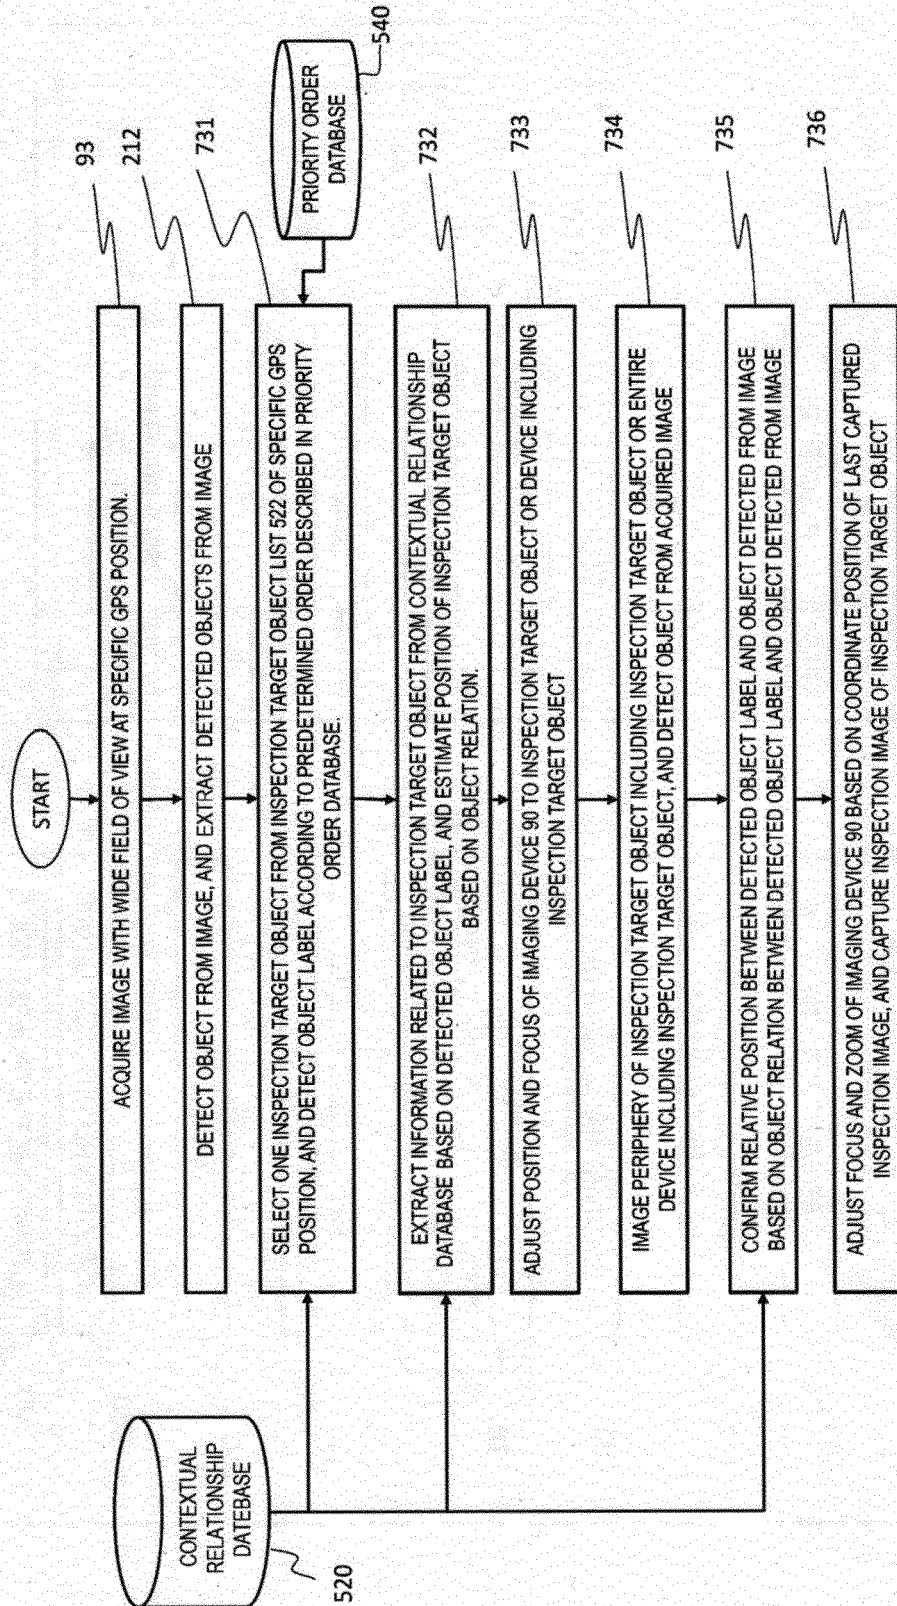 START
ACQUIRE IMAGE WITH WIDE FIELD OF VIEW AT SPECIFIC GPS POSITION.
93
DETECT OBJECT FROM IMAGE, AND EXTRACT DETECTED OBJECTS FROM IMAGE
212
SELECT ONE INSPECTION TARGET OBJECT FROM INSPECTION TARGET OBJECT LIST 522 OF SPECIFIC GPS
POSITION, AND DETECT OBJECT LABEL ACCORDING TO PREDETERMINED ORDER DESCRIBED IN PRIORITY
ORDER DATABASE.
731
PRIORITY ORDER
DATABASE
540
EXTRACT INFORMATION RELATED TO INSPECTION TARGET OBJECT FROM CONTEXTUAL RELATIONSHIP
DATABASE BASED ON DETECTED OBJECT LABEL, AND ESTIMATE POSITION OF INSPECTION TARGET OBJECT
BASED ON OBJECT RELATION.
732
ADJUST POSITION AND FOCUS OF IMAGING DEVICE 90 TO INSPECTION TARGET OBJECT OR DEVICE INCLUDING
INSPECTION TARGET OBJECT
733
IMAGE PERIPHERY OF INSPECTION TARGET OBJECT INCLUDING INSPECTION TARGET OBJECT OR ENTIRE
DEVICE INCLUDING INSPECTION TARGET OBJECT, AND DETECT OBJECT FROM ACQUIRED IMAGE
734
CONFIRM RELATIVE POSITION BETWEEN DETECTED OBJECT LABEL AND OBJECT DETECTED FROM IMAGE
BASED ON OBJECT RELATION BETWEEN DETECTED OBJECT LABEL AND OBJECT DETECTED FROM IMAGE
735
ADJUST FOCUS AND ZOOM OF IMAGING DEVICE 90 BASED ON COORDINATE POSITION OF LAST CAPTURED
INSPECTION IMAGE, AND CAPTURE INSPECTION IMAGE OF INSPECTION TARGET OBJECT
736
CONTEXTUAL
RELATIONSHIP
DATEBASE
520